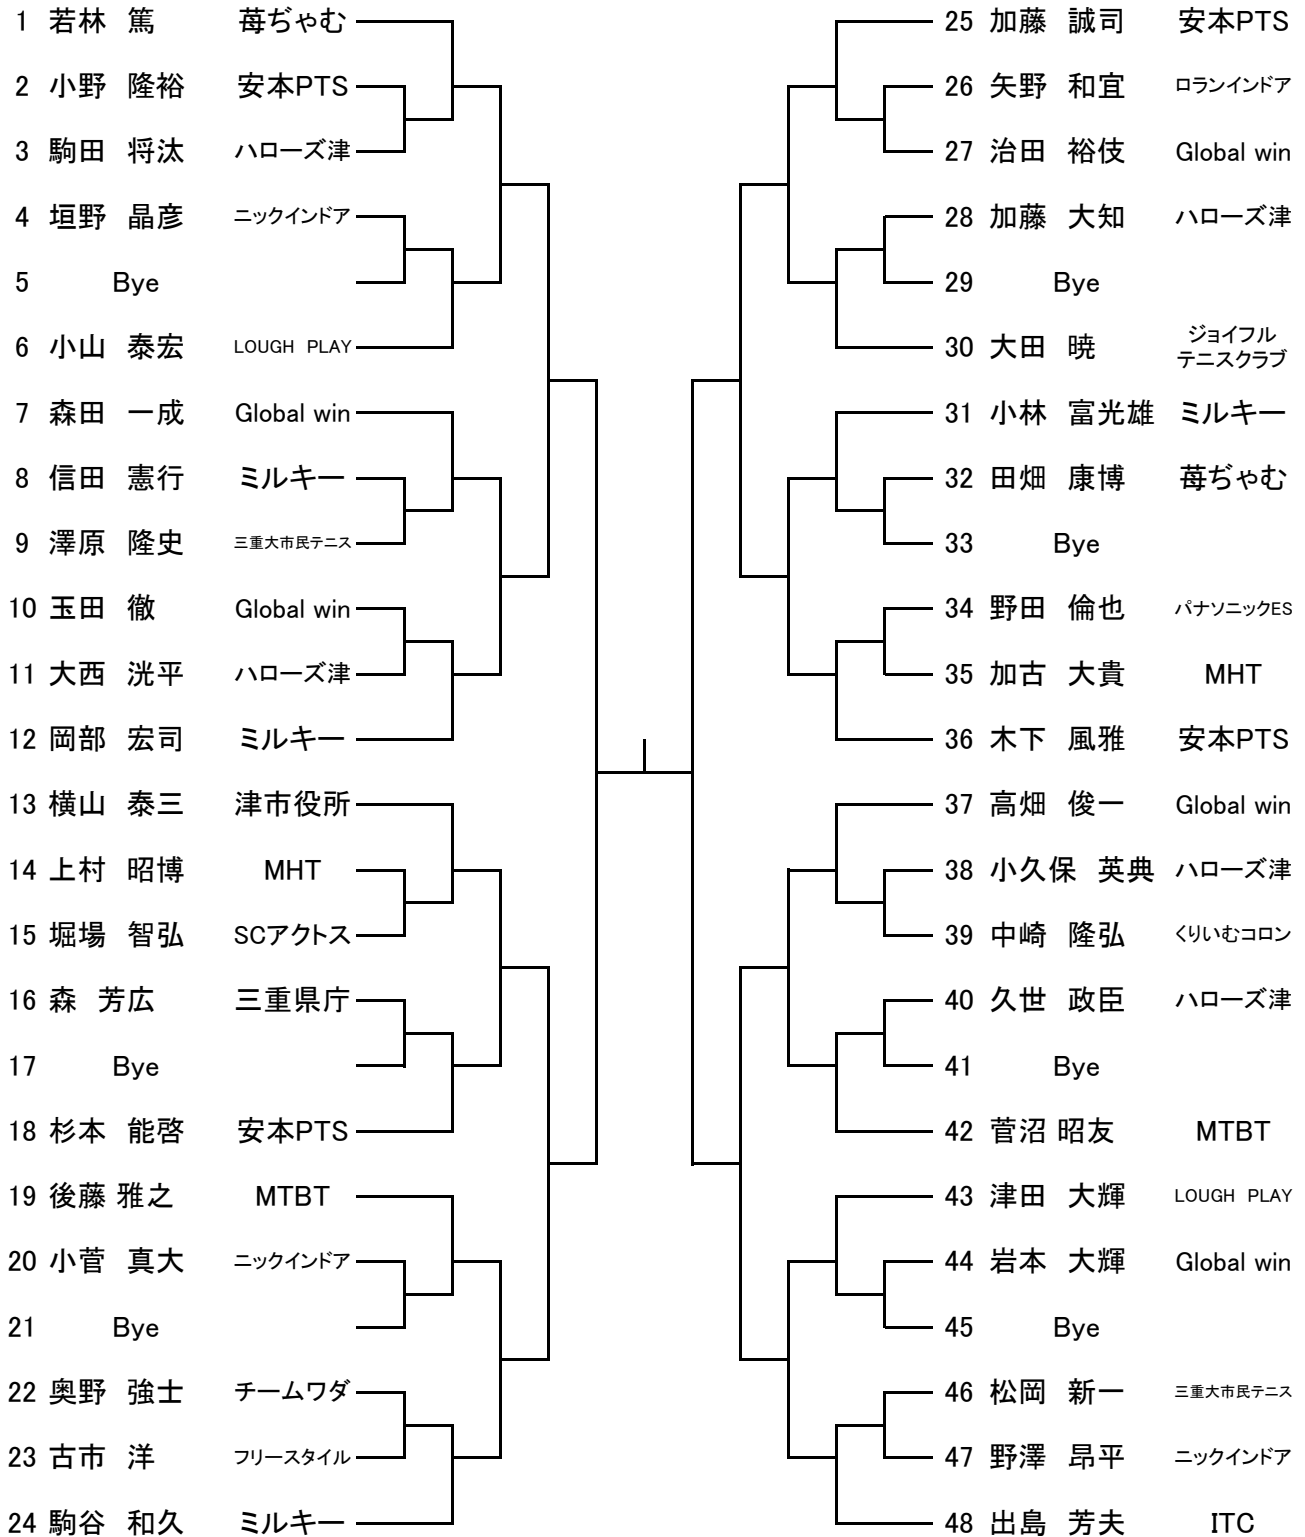 1 若林 篤 苺ぢゃむ
2 小野 隆裕 安本PTS
3 駒田 将汰 ハローズ津
4 垣野 晶彦 ニックインドア
5 Bye
6 小山 泰宏 LOUGH PLAY
7 森田 一成 Global win
8 信田 憲行 ミルキー
9 澤原 隆史 三重大市民テニス
10 玉田 徹 Global win
11 大西 洸平 ハローズ津
12 岡部 宏司 ミルキー
13 横山 泰三 津市役所
14 上村 昭博 MHT
15 堀場 智弘 SCアクトス
16 森 芳広 三重県庁
17 Bye
18 杉本 能啓 安本PTS
19 後藤 雅之 MTBT
20 小菅 真大 ニックインドア
21 Bye
22 奥野 強士 チームワダ
23 古市 洋 フリースタイル
24 駒谷 和久 ミルキー
25 加藤 誠司 安本PTS
26 矢野 和宜 ロランインドア
27 治田 裕伎 Global win
28 加藤 大知 ハローズ津
29 Bye
30 大田 暁 ジョイフル
テニスクラブ
31 小林 富光雄 ミルキー
32 田畑 康博 苺ぢゃむ
33 Bye
34 野田 倫也 パナソニックES
35 加古 大貴 MHT
36 木下 風雅 安本PTS
37 高畑 俊一 Global win
38 小久保 英典 ハローズ津
39 中崎 隆弘 くりいむコロン
40 久世 政臣 ハローズ津
41 Bye
42 菅沼 昭友 MTBT
43 津田 大輝 LOUGH PLAY
44 岩本 大輝 Global win
45 Bye
46 松岡 新一 三重大市民テニス
47 野澤 昂平 ニックインドア
48 出島 芳夫 ITC